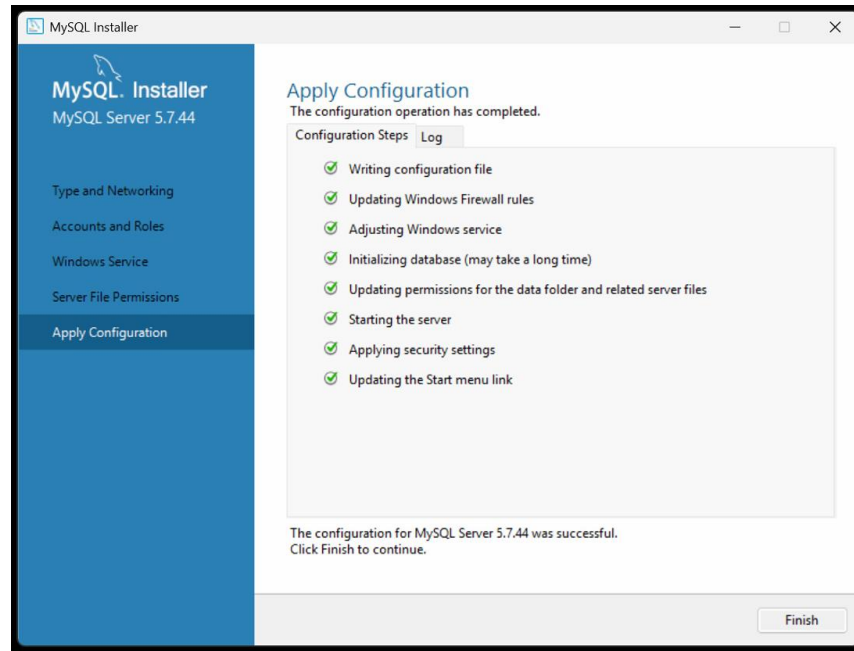 MySQL Installer
MySQL. Installer
MySQL Server 5.7.44
Type and Networking
Accounts and Roles
Windows Service
Server File Permissions
Apply Configuration
Apply Configuration
The configuration operation has completed.
Configuration Steps Log
Writing configuration file
Updating Windows Firewall rules
Adjusting Windows service
Initializing database (may take a long time)
Updating permissions for the data folder and related server files
Starting the server
Applying security settings
Updating the Start menu link
The configuration for MySQL Server 5.7.44 was successful.
Click Finish to continue.
Finish